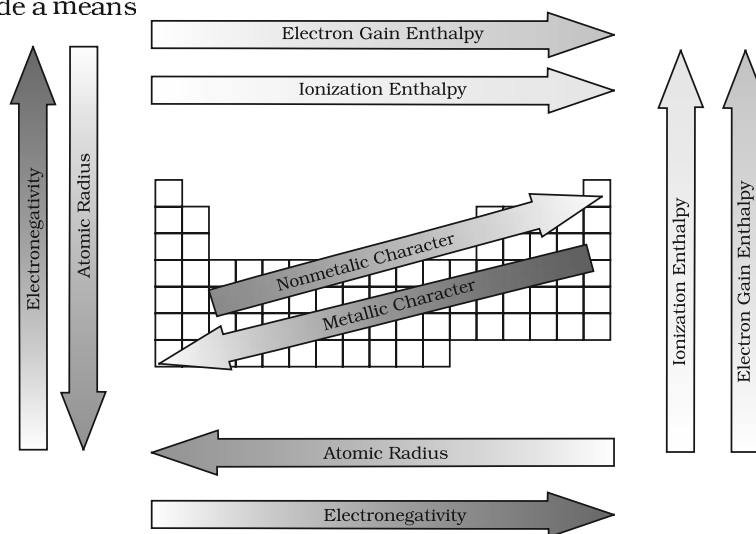 de a means
Electron Gain Enthalpy
Ionization Enthalpy
Electronegativity
Atomic Radius
Nonmetalic Character
Metallic Character
Ionization Enthalpy
Electron Gain Enthalpy
Atomic Radius
Electronegativity